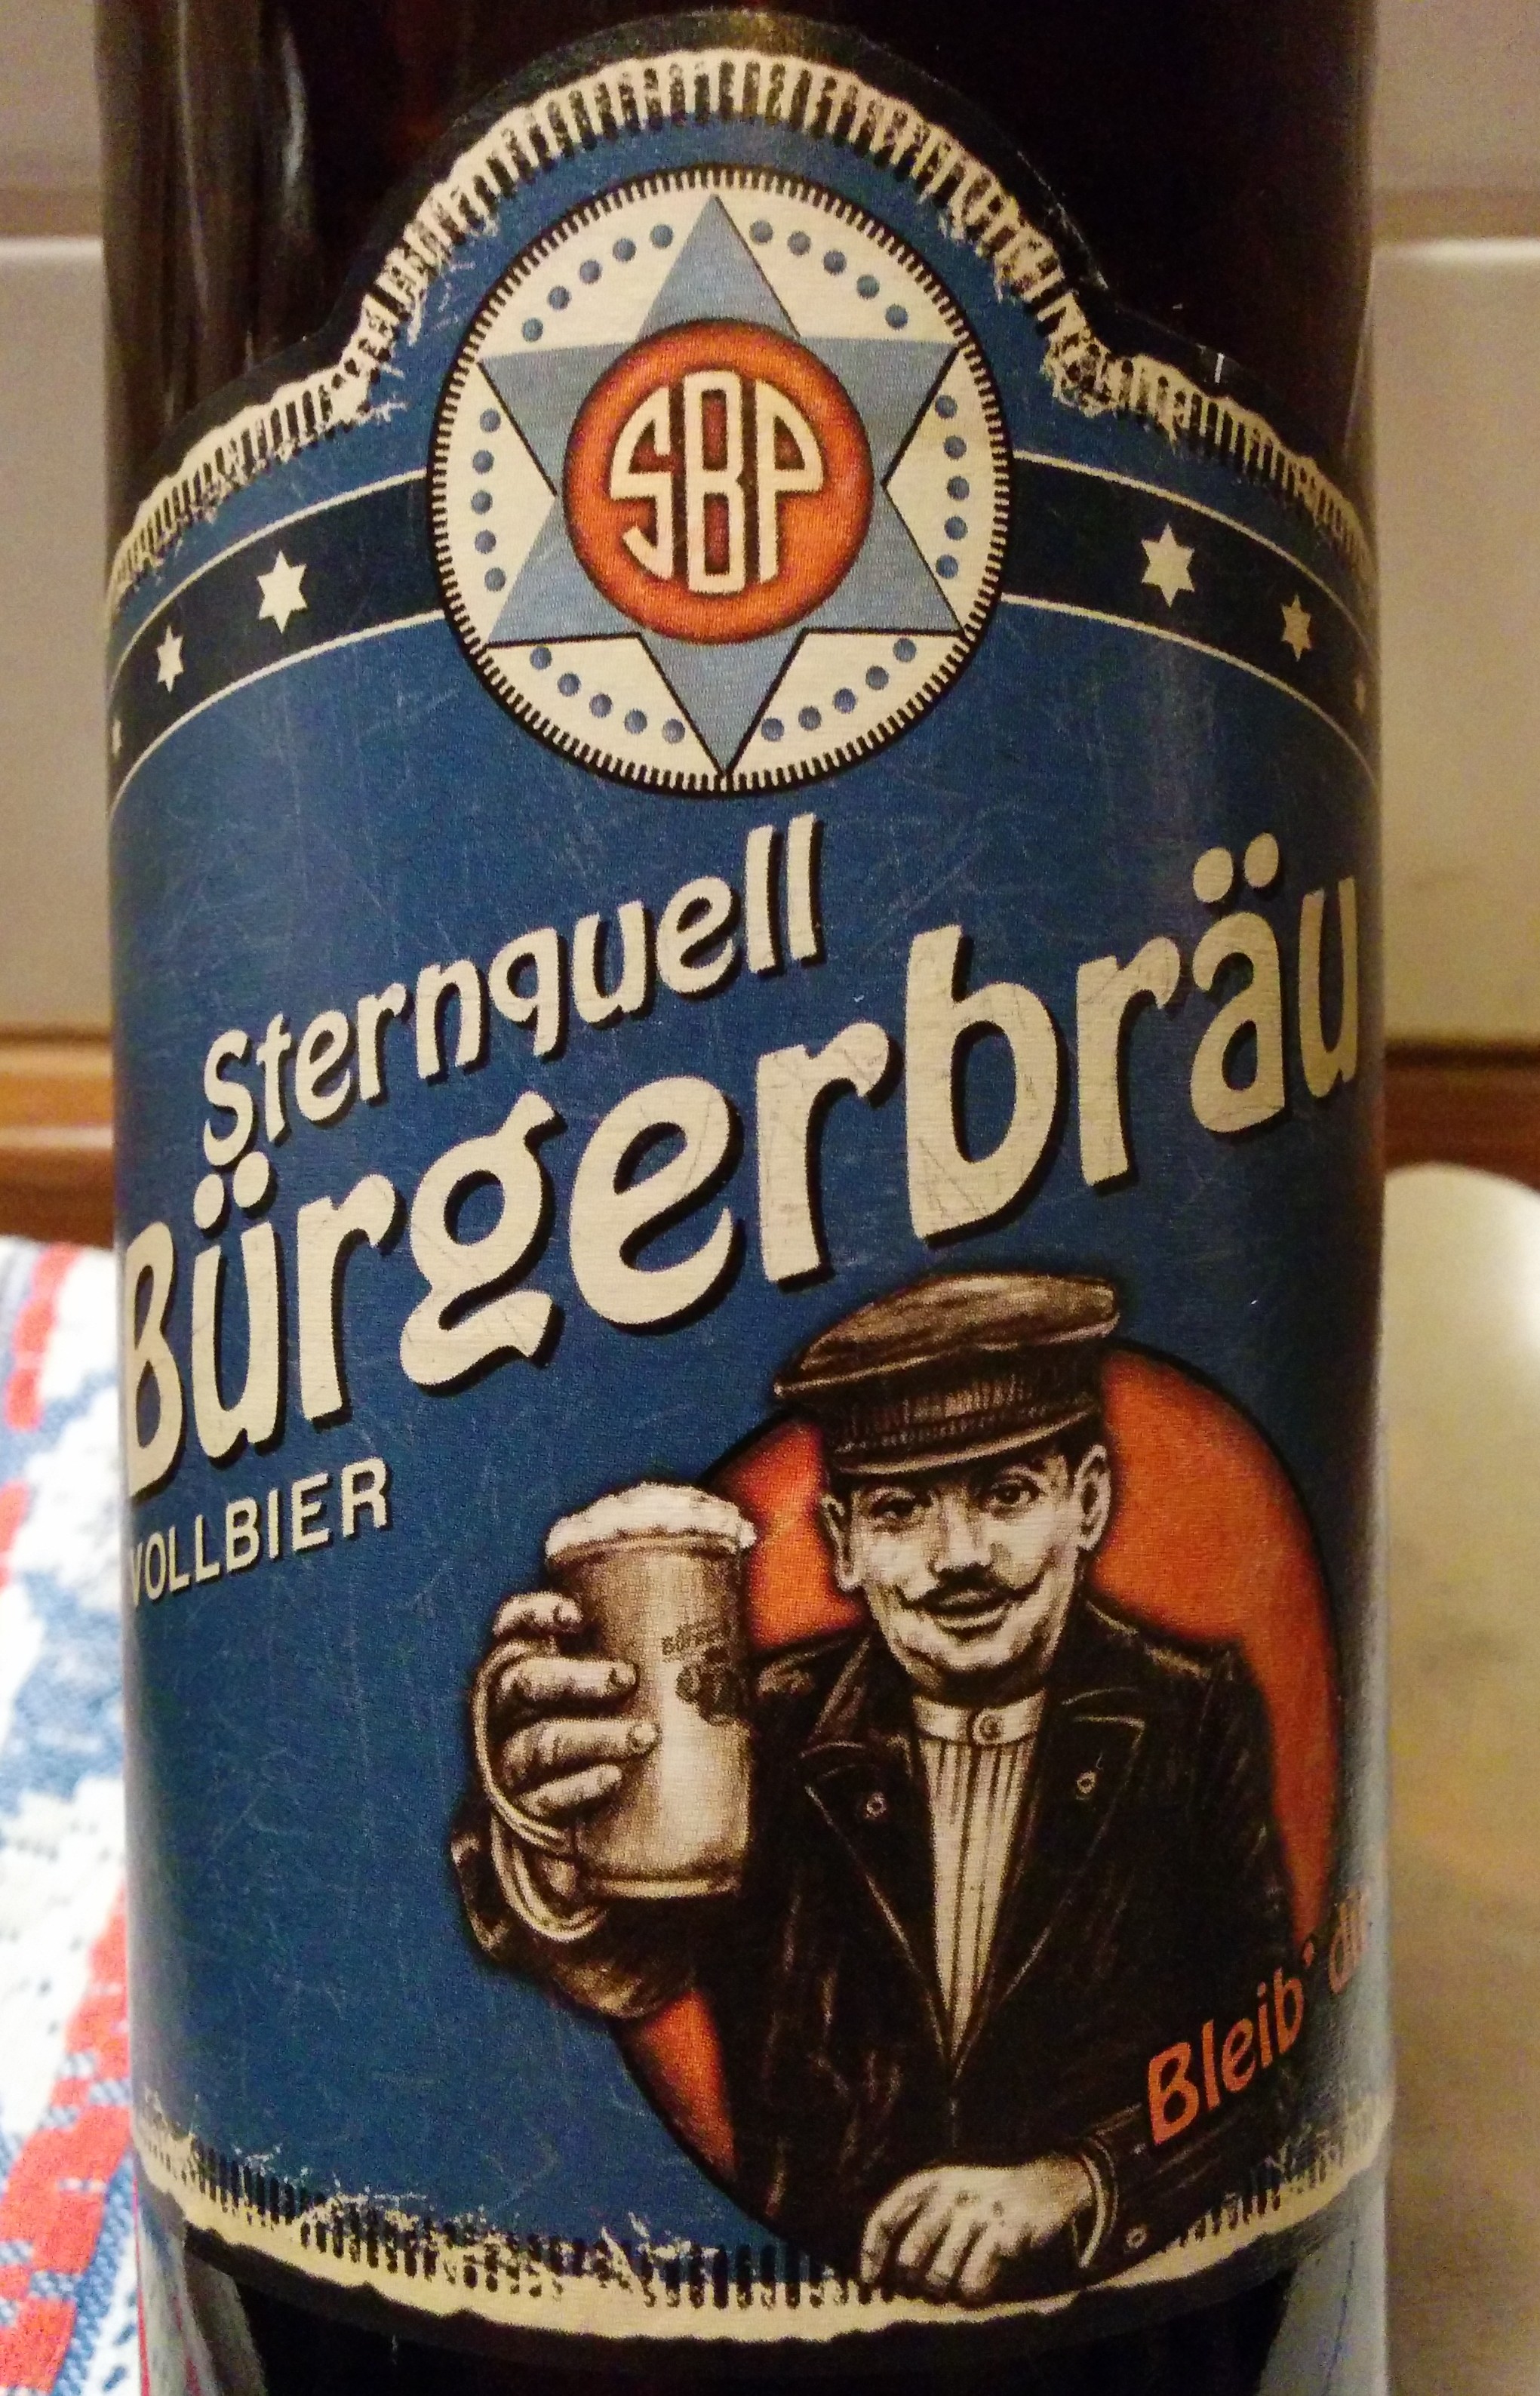 SBP
Sternquell
Bürgerbräu
VOLLBIER
Bleib'